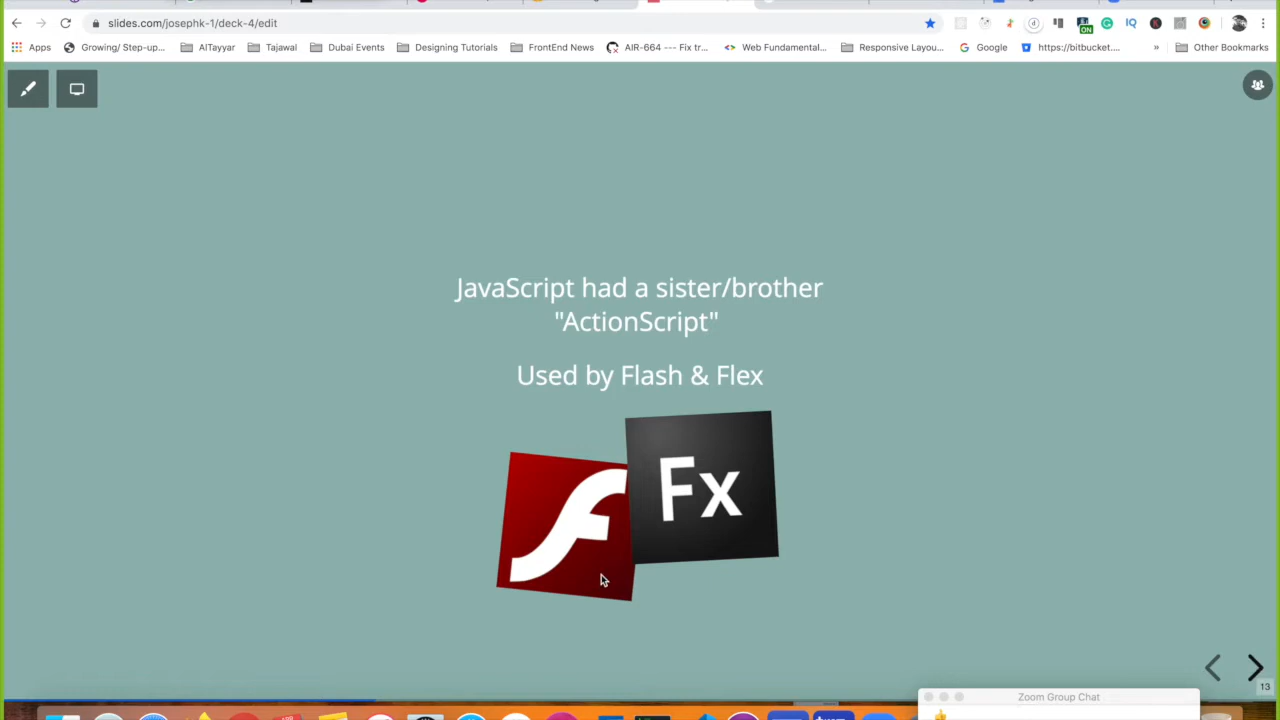 slides.com/josephk-1/deck-4/edit
ON
IQ
Apps
Growing/ Step-up...
AlTayyar
Tajawal
Dubai Events
Designing Tutorials
FrontEnd News
AIR-664 --- Fix tr...
Web Fundamental...
Responsive Layou...
Google
https://bitbucket....
»
Other Bookmarks
JavaScript had a sister/brother
"ActionScript"
Used by Flash & Flex
Fx
13
Zoom Group Chat